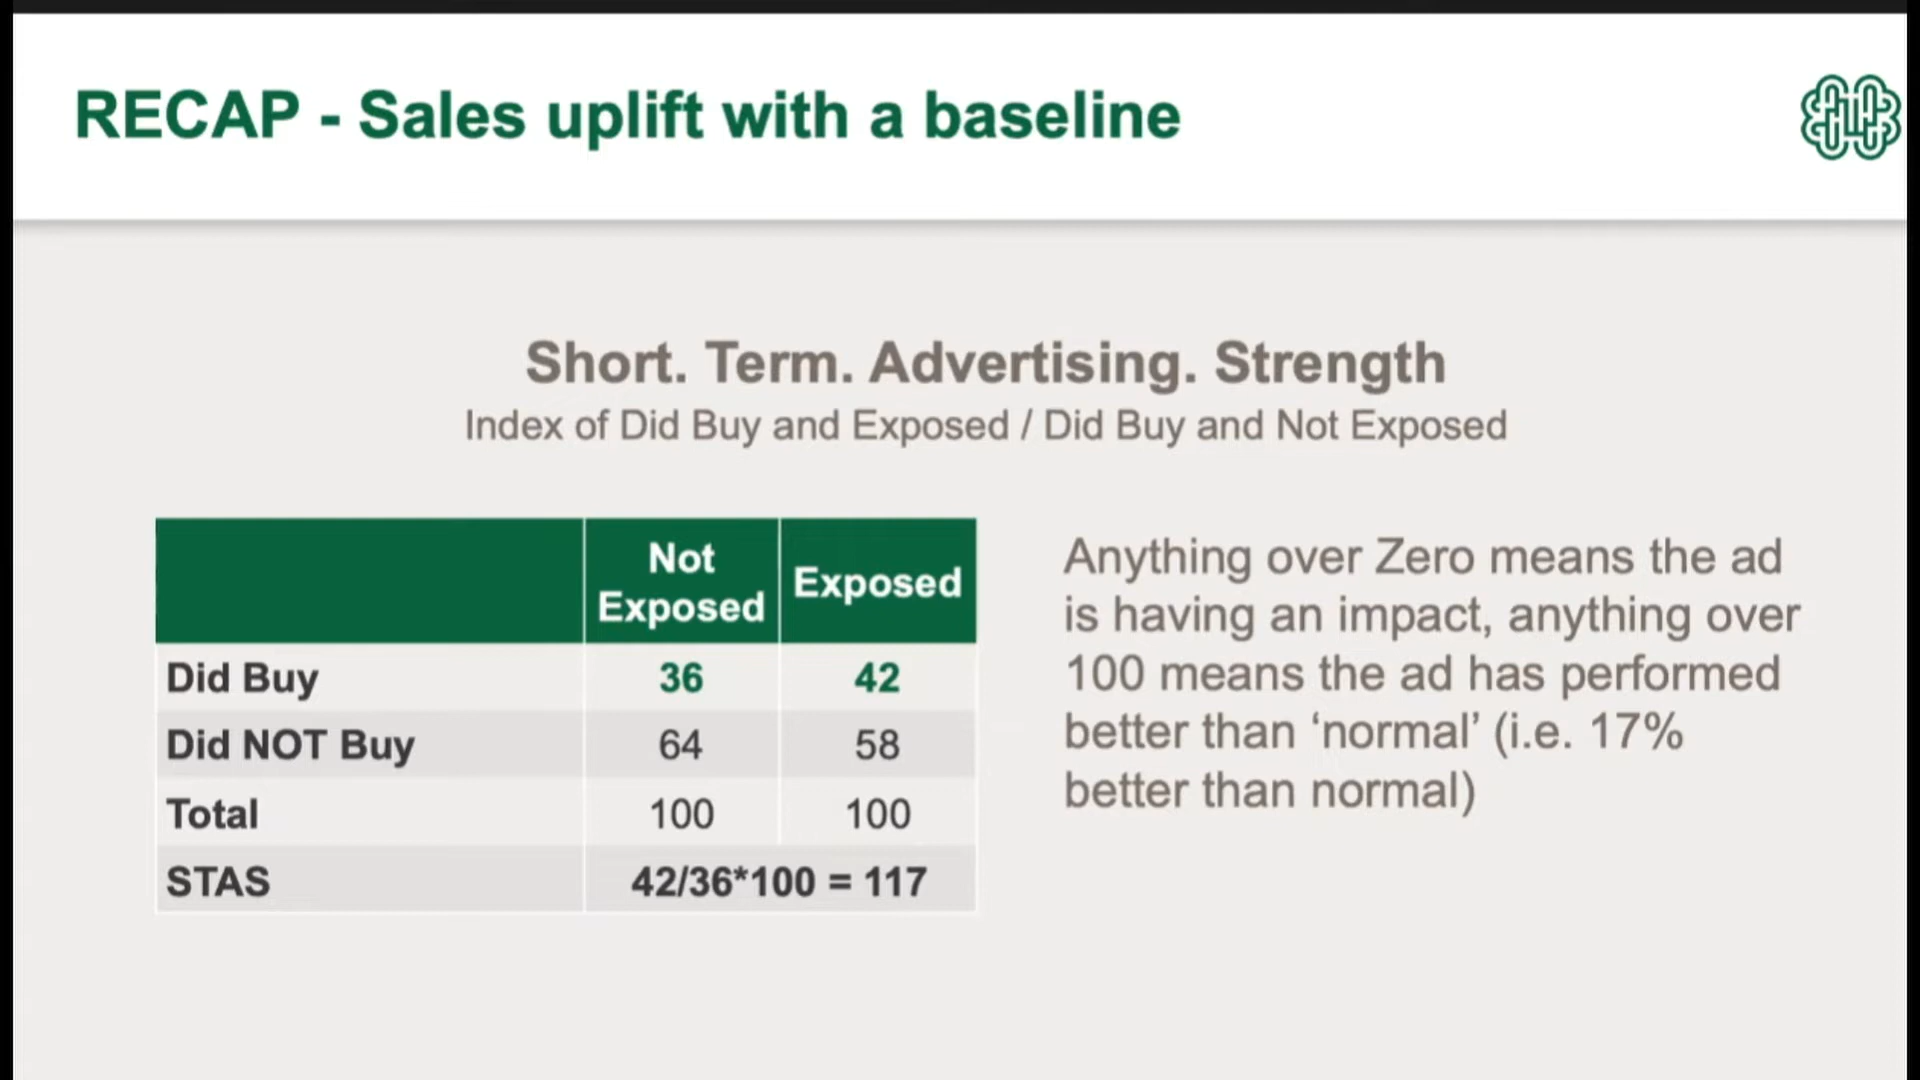 RECAP - Sales uplift with a baseline
Short. Term. Advertising. Strength
Index of Did Buy and Exposed / Did Buy and Not Exposed
Not Exposed Exposed
Did Buy 36 42
Did NOT Buy 64 58
Total 100 100
STAS 42/36*100 = 117
Anything over Zero means the ad
is having an impact, anything over
100 means the ad has performed
better than ‘normal’ (i.e. 17%
better than normal)